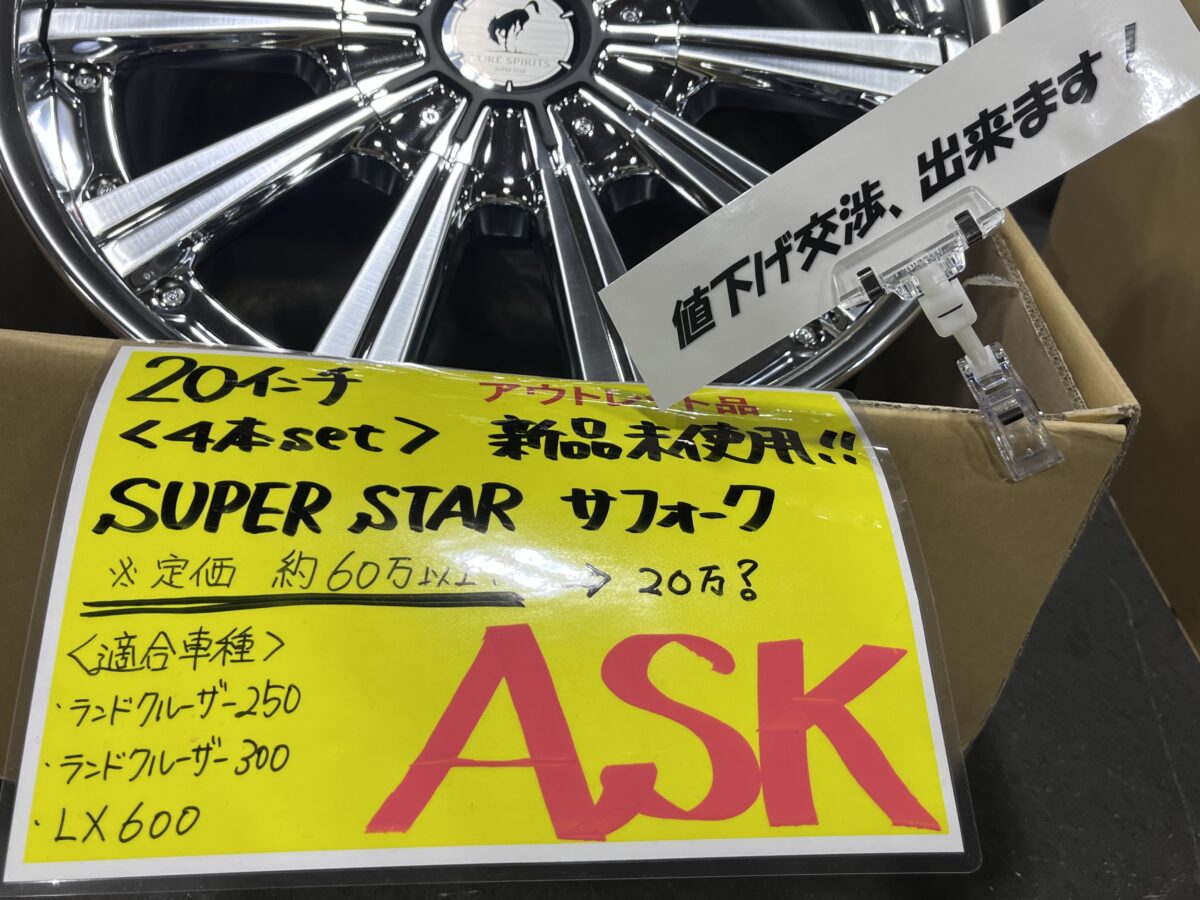 PURE SPIRITS
値下げ交渉、出来ます!
20インチ アウトレット品
<4本set> 新品未使用!!
SUPER STAR サフォーク
※定価 約60万以上 → 20万?
<適合車種>
・ランドクルーザー250
・ランドクルーザー300
・LX600
ASK